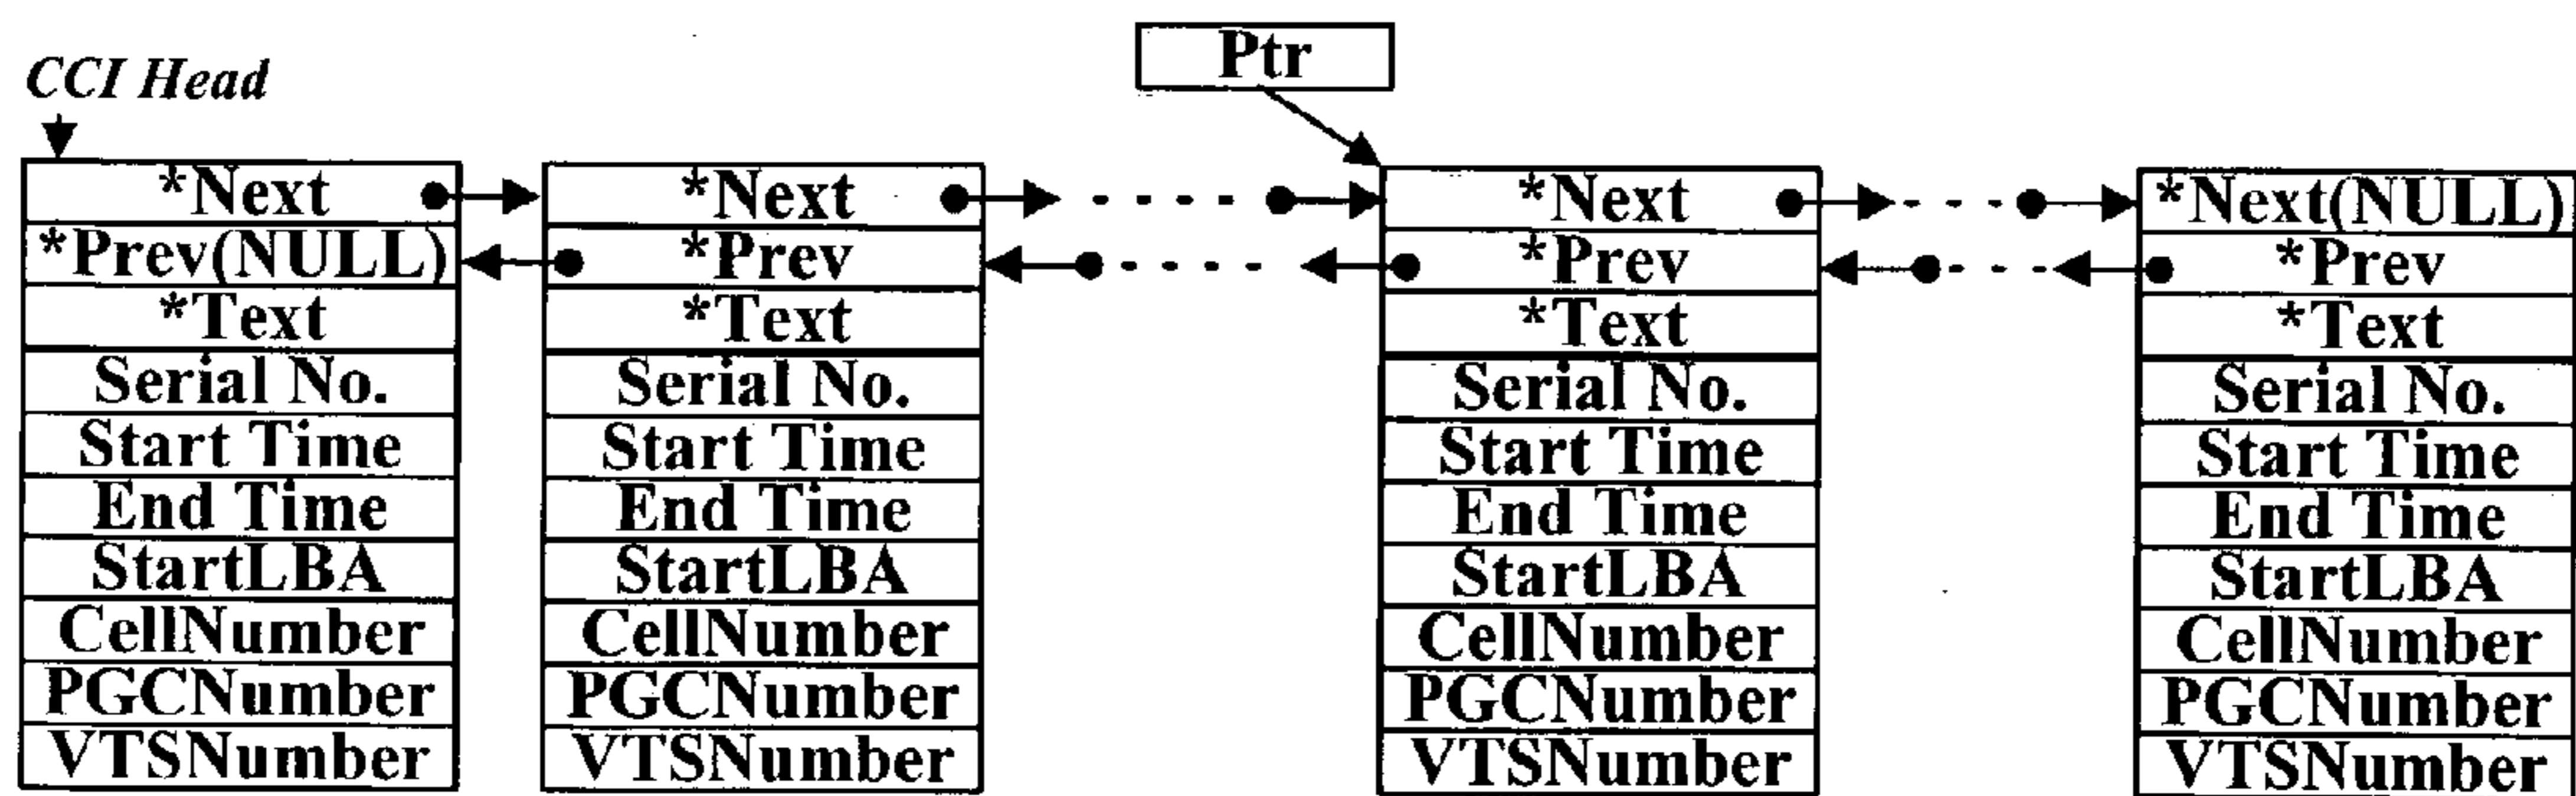 Ptr
CCI Head
*Next *Next *Next *Next(NULL)
*Prev(NULL) *Prev *Prev *Prev
*Text *Text *Text *Text
Serial No. Serial No. Serial No. Serial No.
Start Time Start Time Start Time Start Time
End Time End Time End Time End Time
StartLBA StartLBA StartLBA StartLBA
CellNumber CellNumber CellNumber CellNumber
PGCNumber PGCNumber PGCNumber PGCNumber
VTSNumber VTSNumber VTSNumber VTSNumber